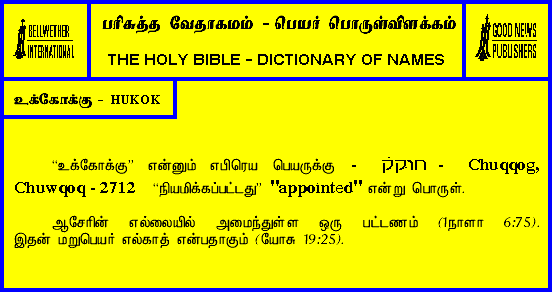 BELLWETHER
INTERNATIONAL
பரிசுத்த வேதாகமம் - பெயர் பொருள்விளக்கம்
THE HOLY BIBLE - DICTIONARY OF NAMES
GOOD NEWS
PUBLISHERS
உக்கோக்கு - HUKOK
“உக்கோக்கு” என்னும் எபிரெய பெயருக்கு - חוקק - Chuqqog,
Chuwqoq - 2712 “நியமிக்கப்பட்டது” "appointed" என்று பொருள்.
ஆசேரின் எல்லையில் அமைந்துள்ள ஒரு பட்டணம் (1நாளா 6:75).
இதன் மறுபெயர் எல்காத் என்பதாகும் (யோசு 19:25).